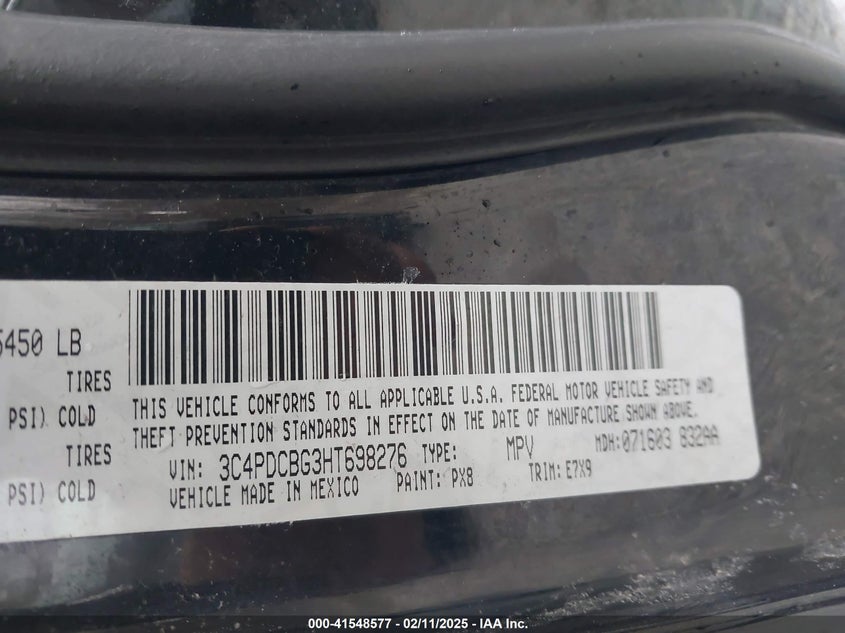 5450 LB
TIRES
PSI) COLD
TIRES
PSI) COLD
THIS VEHICLE CONFORMS TO ALL APPLICABLE U.S.A. FEDERAL MOTOR VEHICLE SAFETY AND
THEFT PREVENTION STANDARDS IN EFFECT ON THE DATE OF MANUFACTURE SHOWN ABOVE.
VIN: 3C4PDCBG3HT698276 TYPE: MPV MDH:071603 832AA
VEHICLE MADE IN MEXICO PAINT: PX8 TRIM: E7X9
000-41548577 - 02/11/2025 - IAA Inc.